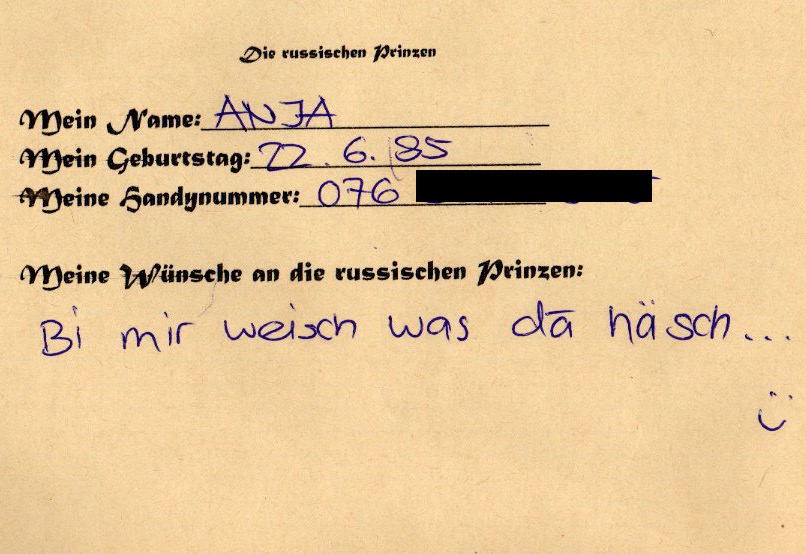 Die russischen Prinzen
Mein Name: ANJA
Mein Geburtstag: 22.6.85
Meine Handynummer: 076
Meine Wünsche an die russischen Prinzen:
Bi mir weisch was dä häsch...